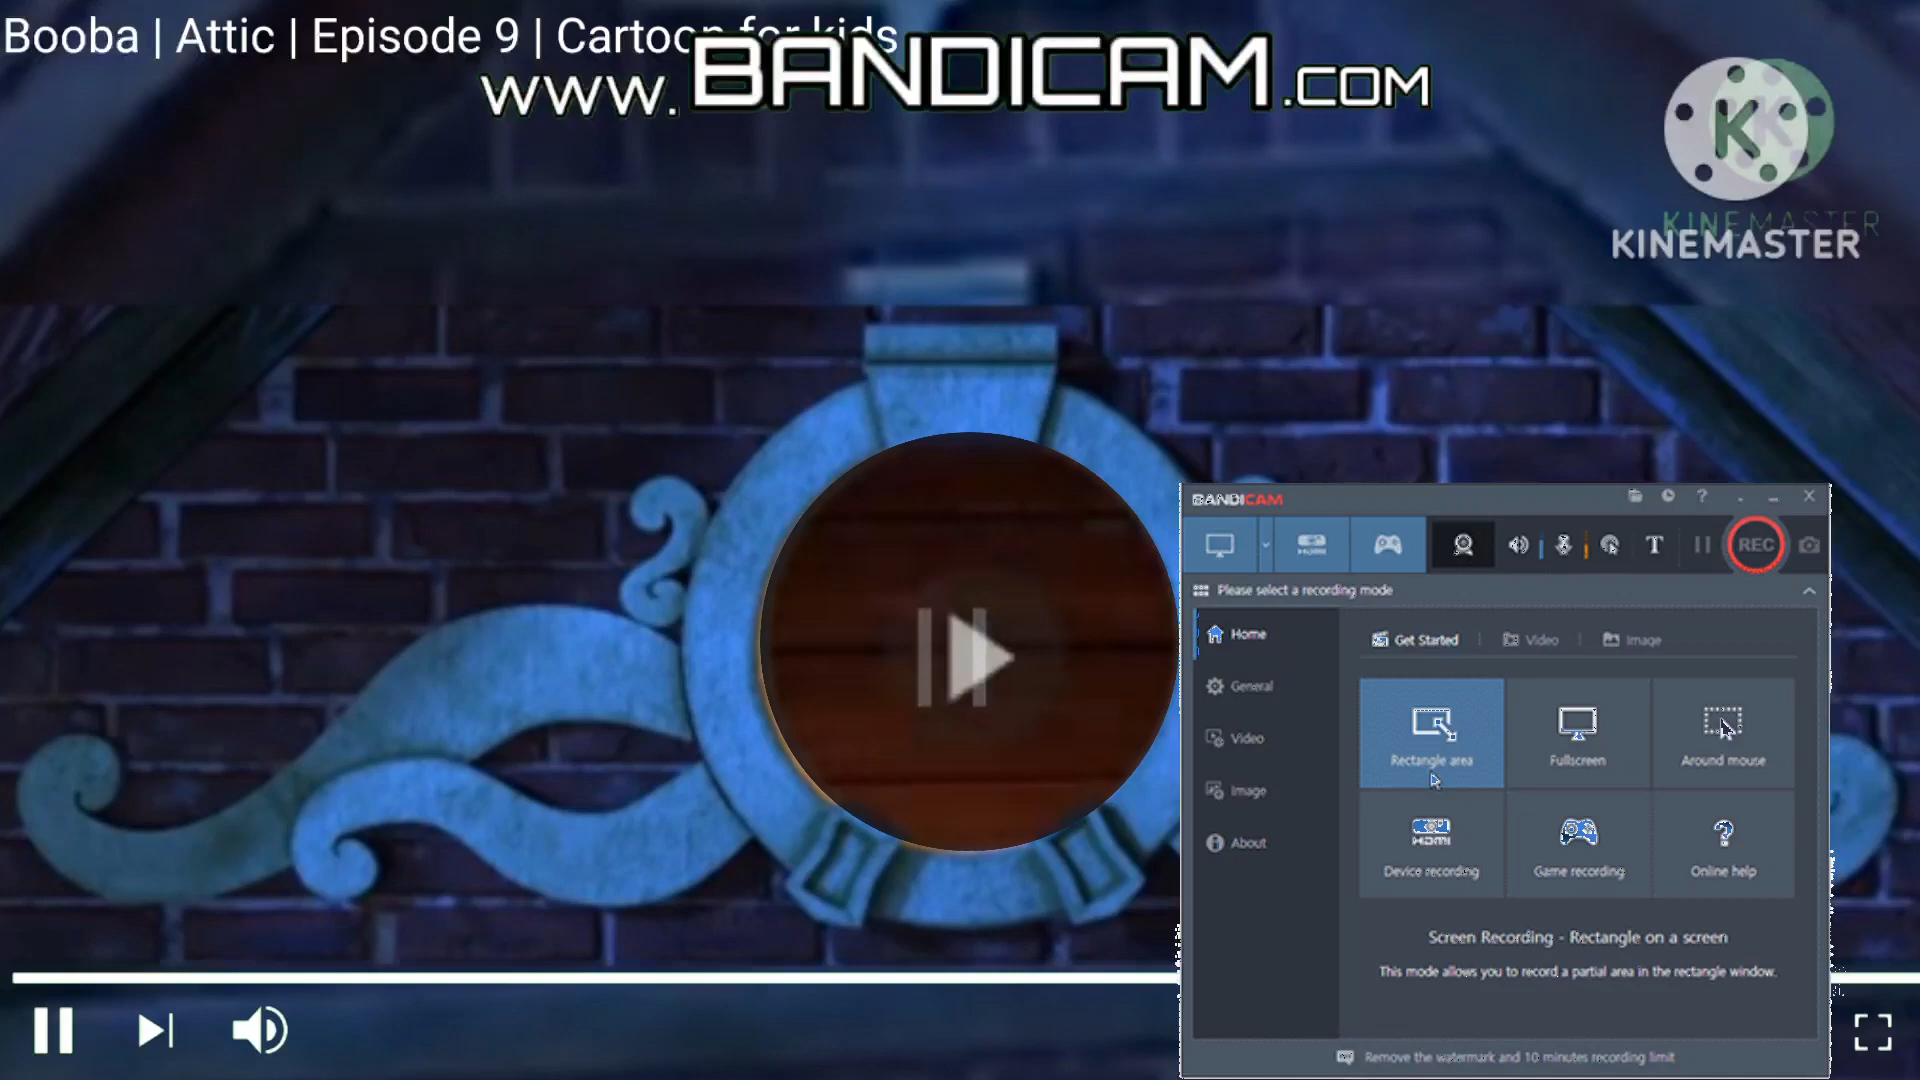 Booba | Attic | Episode 9 | Cartoon for kids
www.BANDICAM.COM
KINEMASTER
KINEMASTER
BANDICAM
HDMI
T
REC
Please select a recording mode
Home
General
Video
Image
About
Get Started
Video
Image
Rectangle area
Fullscreen
Around mouse
HDMI
Device recording
Game recording
Online help
Screen Recording - Rectangle on a screen
This mode allows you to record a partial area in the rectangle window.
Remove the watermark and 10 minutes recording limit